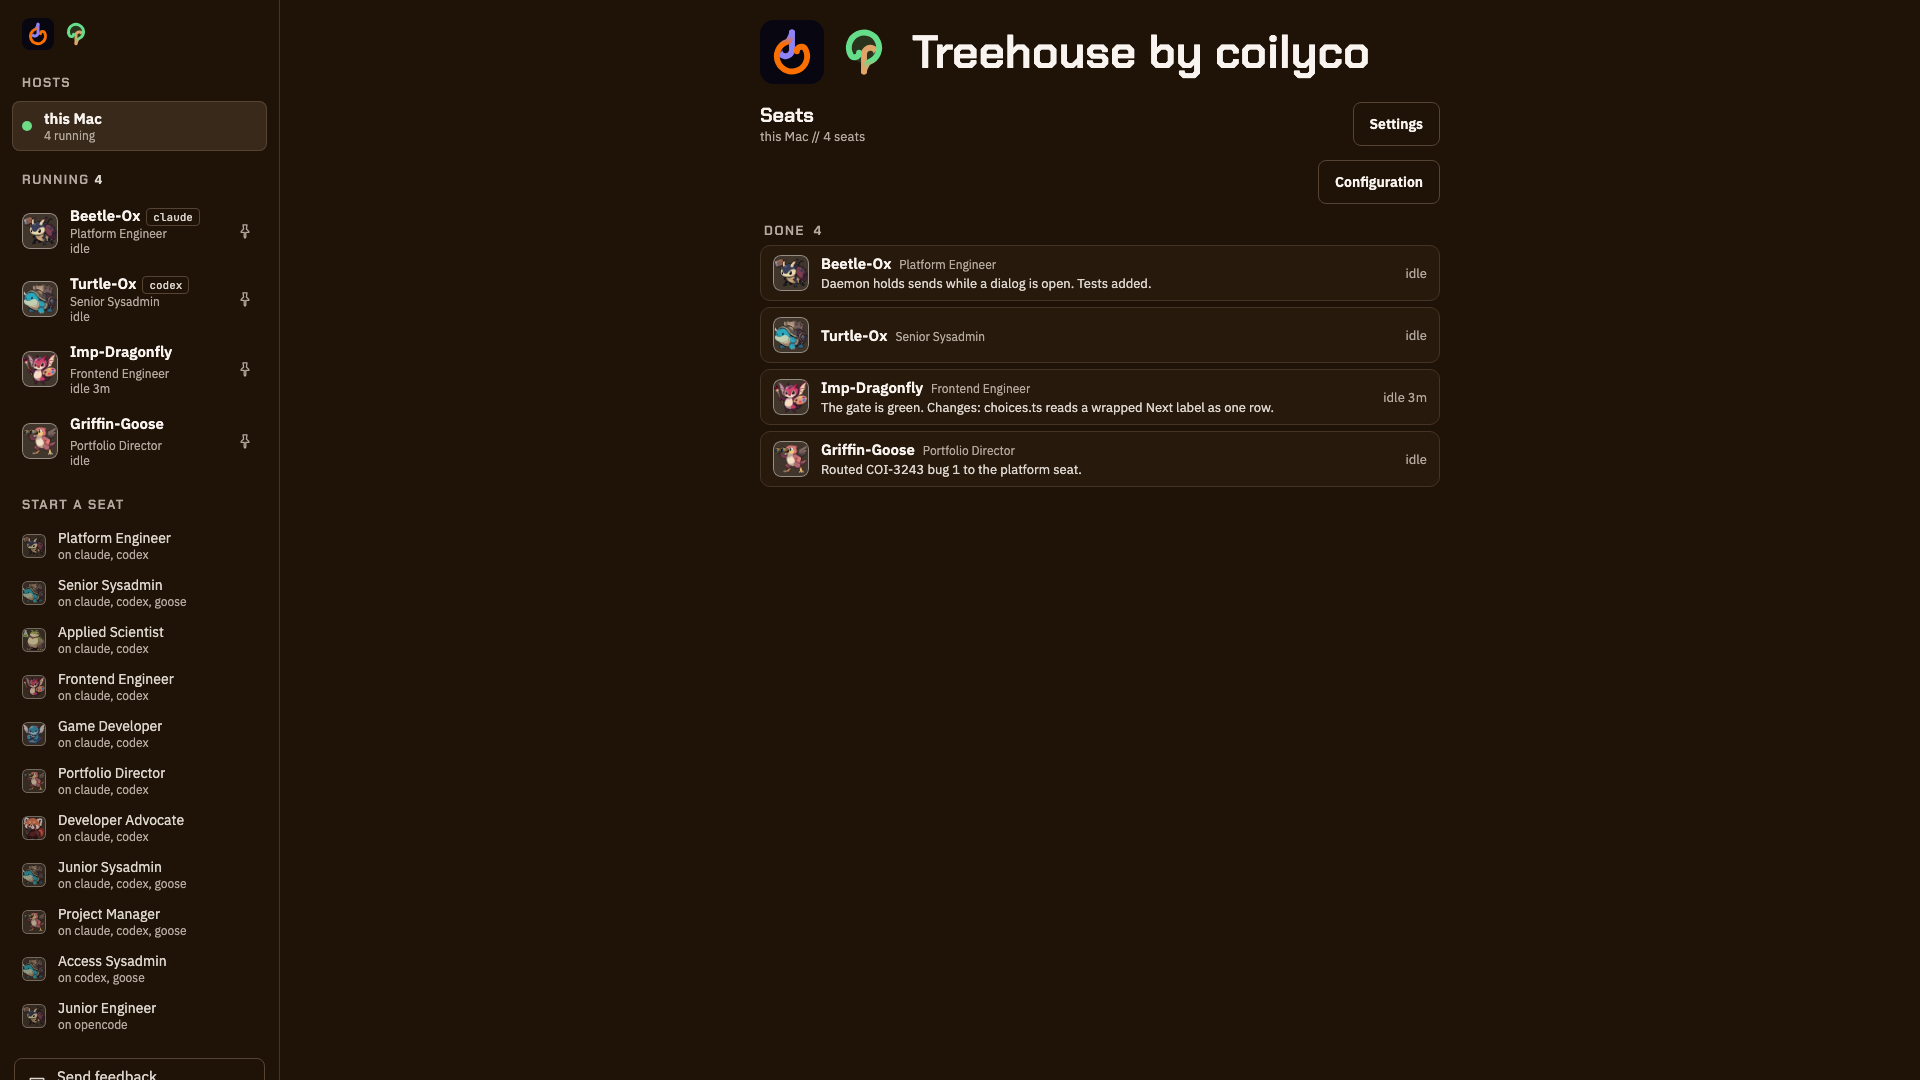 HOSTS
this Mac
4 running
RUNNING 4
Beetle-Ox claude
Platform Engineer
idle
Turtle-Ox codex
Senior Sysadmin
idle
Imp-Dragonfly
Frontend Engineer
idle 3m
Griffin-Goose
Portfolio Director
idle
START A SEAT
Platform Engineer
on claude, codex
Senior Sysadmin
on claude, codex, goose
Applied Scientist
on claude, codex
Frontend Engineer
on claude, codex
Game Developer
on claude, codex
Portfolio Director
on claude, codex
Developer Advocate
on claude, codex
Junior Sysadmin
on claude, codex, goose
Project Manager
on claude, codex, goose
Access Sysadmin
on codex, goose
Junior Engineer
on opencode
Send feedback
Treehouse by coilyco
Seats
this Mac // 4 seats
Settings
Configuration
DONE 4
Beetle-Ox Platform Engineer
Daemon holds sends while a dialog is open. Tests added.
idle
Turtle-Ox Senior Sysadmin
idle
Imp-Dragonfly Frontend Engineer
The gate is green. Changes: choices.ts reads a wrapped Next label as one row.
idle 3m
Griffin-Goose Portfolio Director
Routed COI-3243 bug 1 to the platform seat.
idle